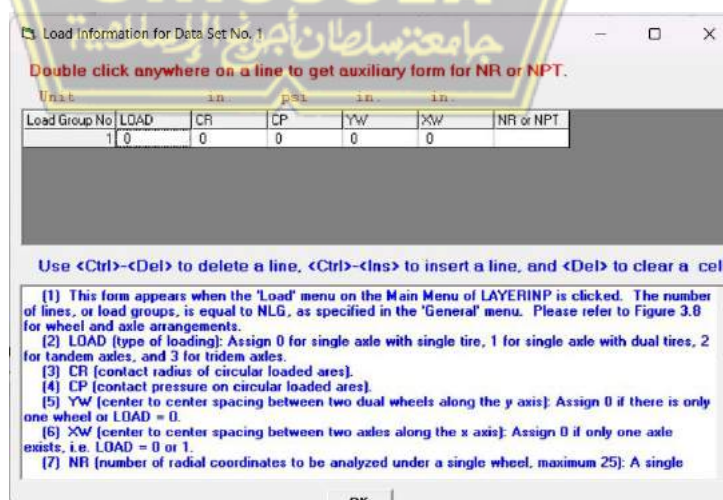 Load Information for Data Set No. 1
جامعتسلطان أجونج الإسلامية
Double click anywhere on a line to get auxiliary form for NR or NPT.
Unit in. psi in. in.
Load Group No LOAD CR CP YW XW NR or NPT
1 0 0 0 0 0
Use <Ctrl>-<Del> to delete a line, <Ctrl>-<Ins> to insert a line, and <Del> to clear a cel
(1) This form appears when the 'Load' menu on the Main Menu of LAYERINP is clicked. The number
of lines, or load groups, is equal to NLG, as specified in the 'General' menu. Please refer to Figure 3.8
for wheel and axle arrangements.
(2) LOAD (type of loading): Assign 0 for single axle with single tire, 1 for single axle with dual tires, 2
for tandem axles, and 3 for tridem axles.
(3) CR (contact radius of circular loaded ares).
(4) CP (contact pressure on circular loaded ares).
(5) YW (center to center spacing between two dual wheels along the y axis): Assign 0 if there is only
one wheel or LOAD = 0.
(6) XW (center to center spacing between two axles along the x axis): Assign 0 if only one axle
exists, i.e. LOAD = 0 or 1.
(7) NR (number of radial coordinates to be analyzed under a single wheel, maximum 25): A single
OK